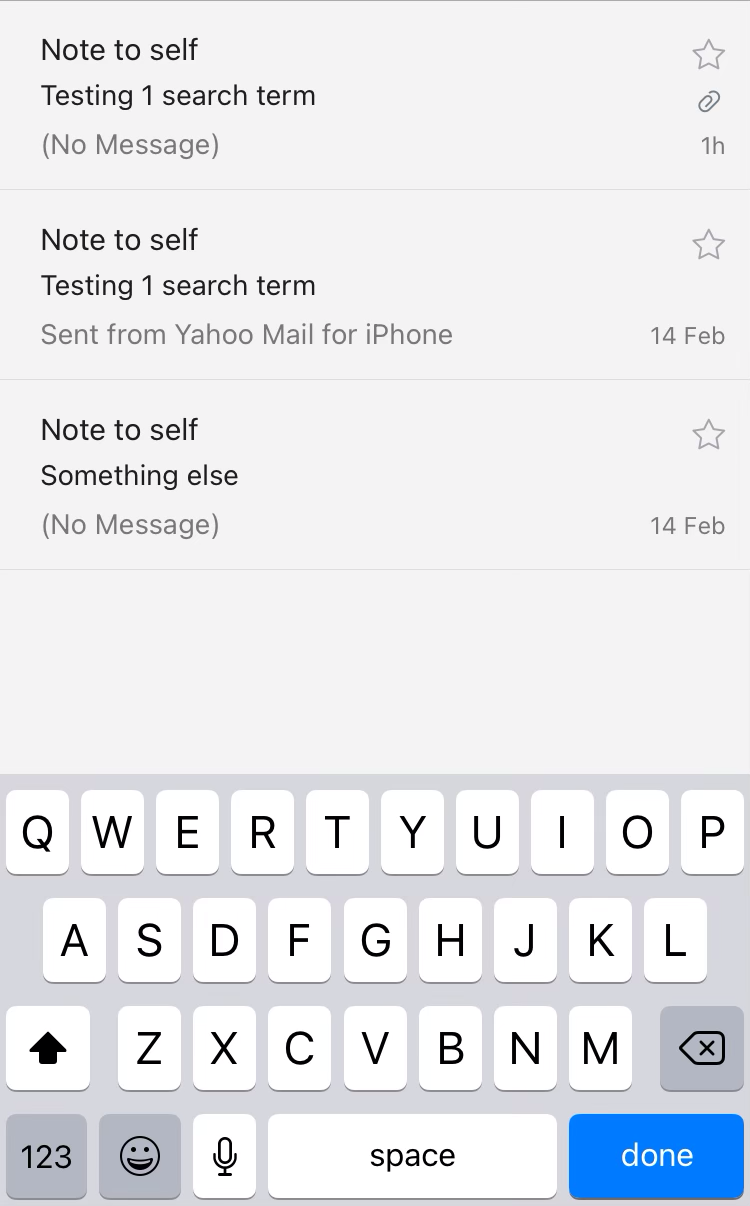 Note to self
Testing 1 search term
(No Message)
1h
Note to self
Testing 1 search term
Sent from Yahoo Mail for iPhone
14 Feb
Note to self
Something else
(No Message)
14 Feb
Q W E R T Y U I O P
A S D F G H J K L
Z X C V B N M
123 space done